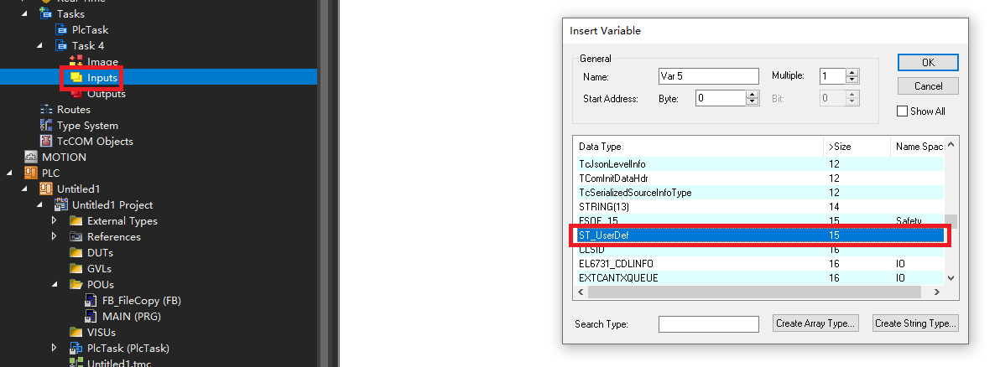 Tasks
PlcTask
Task 4
Image
Inputs
Outputs
Routes
Type System
TcCOM Objects
MOTION
PLC
Untitled1
Untitled1 Project
External Types
References
DUTs
GVLs
POUs
FB_FileCopy (FB)
MAIN (PRG)
VISUs
PlcTask (PlcTask)
Untitled1.tmc
Insert Variable
General
Name: Var 5 Multiple: 1
Start Address: Byte: 0 Bit: 0
OK
Cancel
Show All
Data Type >Size Name Spac
TcJsonLevelInfo 12
TComInitDataHdr 12
TcSerializedSourceInfoType 12
STRING(13) 14
FSOE_15 15 Safety
ST_UserDef 15
CLSID 16
EL6731_CDLINFO 16 IO
EXTCANTXQUEUE 16 IO
Search Type: Create Array Type... Create String Type...